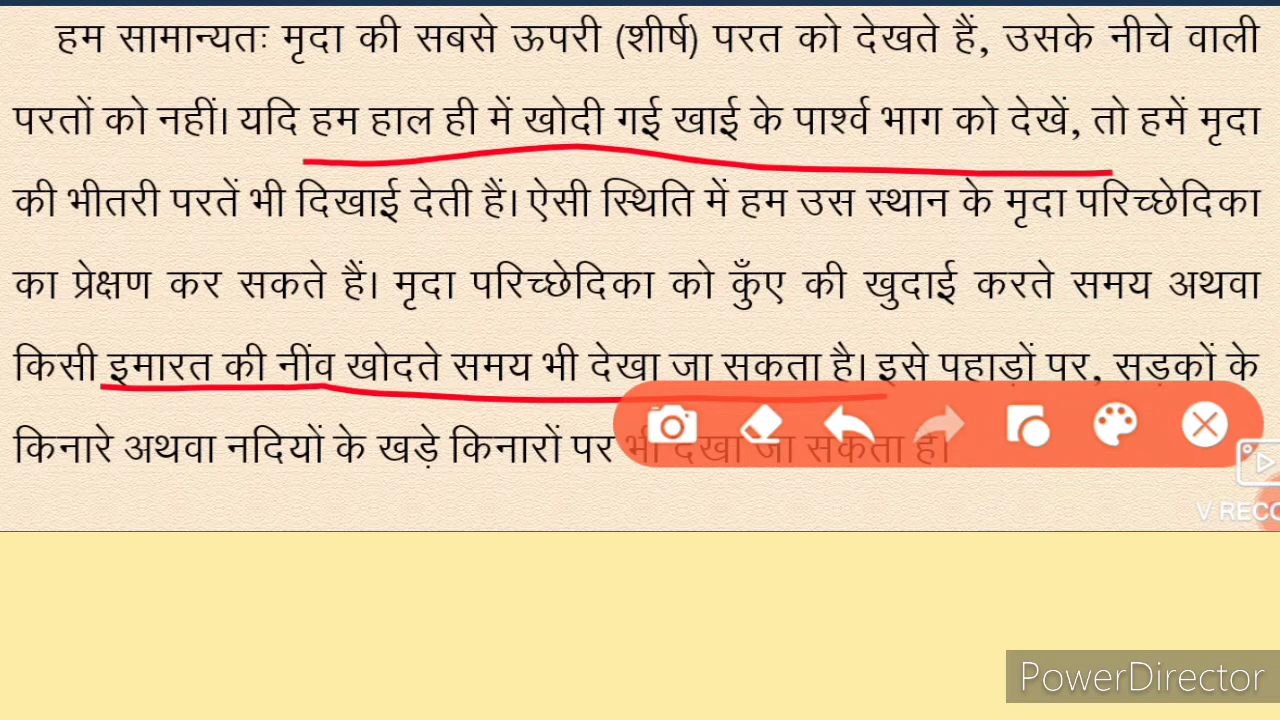 हम सामान्यतः मृदा की सबसे ऊपरी (शीर्ष) परत को देखते हैं, उसके नीचे वाली
परतों को नहीं। यदि हम हाल ही में खोदी गई खाई के पार्श्व भाग को देखें, तो हमें मृदा
की भीतरी परतें भी दिखाई देती हैं। ऐसी स्थिति में हम उस स्थान के मृदा परिच्छेदिका
का प्रेक्षण कर सकते हैं। मृदा परिच्छेदिका को कुँए की खुदाई करते समय अथवा
किसी इमारत की नींव खोदते समय भी देखा जा सकता है। इसे पहाड़ों पर, सड़कों के
किनारे अथवा नदियों के खड़े किनारों पर भी देखा जा सकता है।
V RECO
PowerDirector